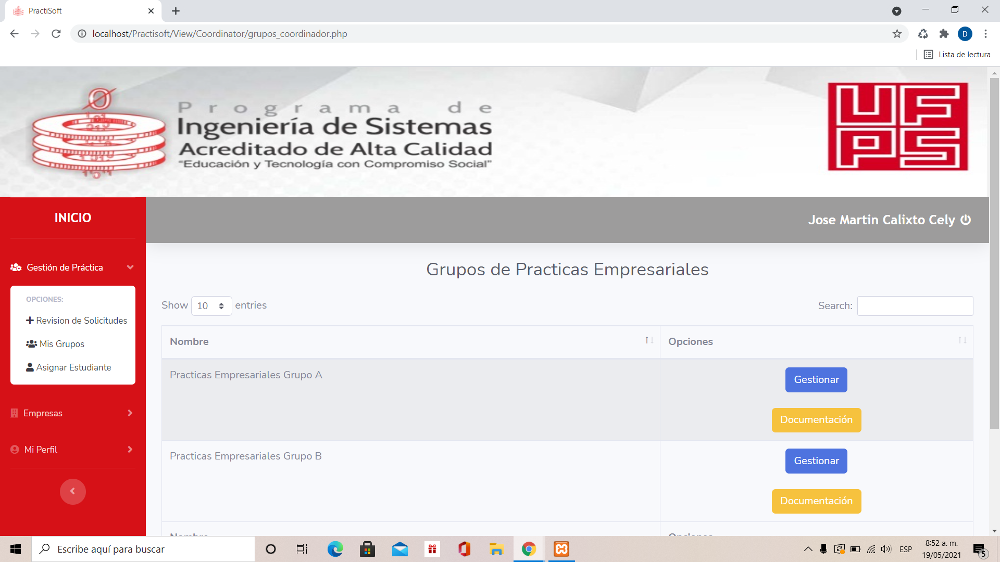 PractiSoft
localhost/Practisoft/View/Coordinator/grupos_coordinador.php
D
Lista de lectura
Programa de
Ingeniería de Sistemas
Acreditado de Alta Calidad
“Educación y Tecnología con Compromiso Social”
UFPS
INICIO
Jose Martin Calixto Cely
Gestión de Práctica
OPCIONES:
Revision de Solicitudes
Mis Grupos
Asignar Estudiante
Empresas
Mi Perfil
Grupos de Practicas Empresariales
Show 10 entries
Search:
Nombre Opciones
Practicas Empresariales Grupo A
Gestionar
Documentación
Practicas Empresariales Grupo B
Gestionar
Documentación
Nombre Opciones
Escribe aquí para buscar
ESP
8:52 a. m.
19/05/2021
5